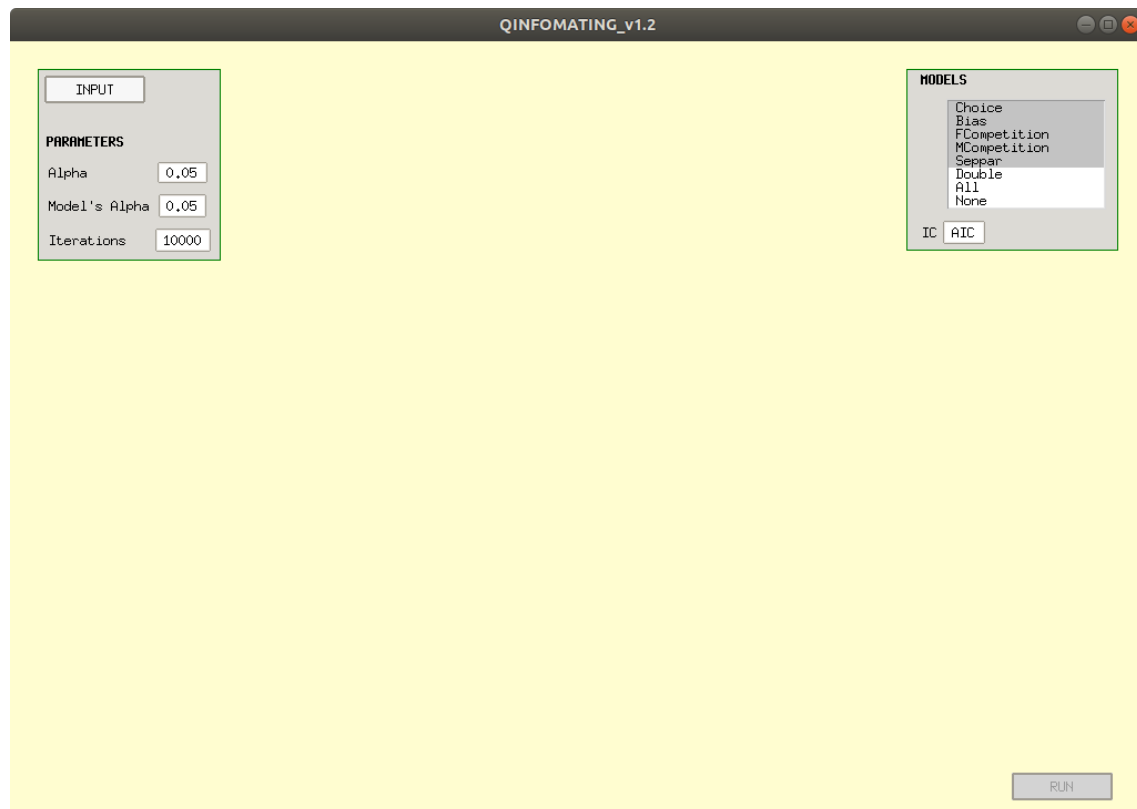 QINFOMATING_v1.2
INPUT
PARAMETERS
Alpha 0.05
Model's Alpha 0.05
Iterations 10000
MODELS
Choice
Bias
FCompetition
MCompetition
Seppar
Double
All
None
IC AIC
RUN